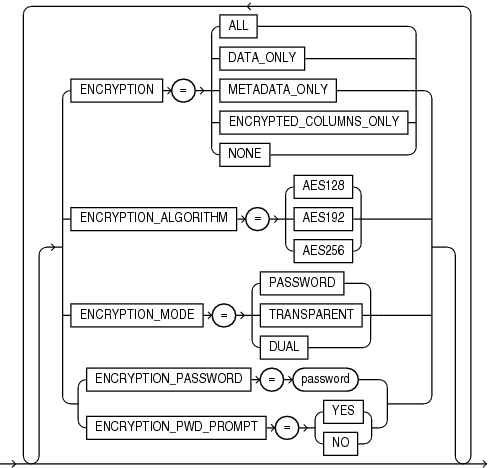 ALL
DATA_ONLY
ENCRYPTION = METADATA_ONLY
ENCRYPTED_COLUMNS_ONLY
NONE
AES128
ENCRYPTION_ALGORITHM = AES192
AES256
PASSWORD
ENCRYPTION_MODE = TRANSPARENT
DUAL
ENCRYPTION_PASSWORD = password
YES
ENCRYPTION_PWD_PROMPT =
NO